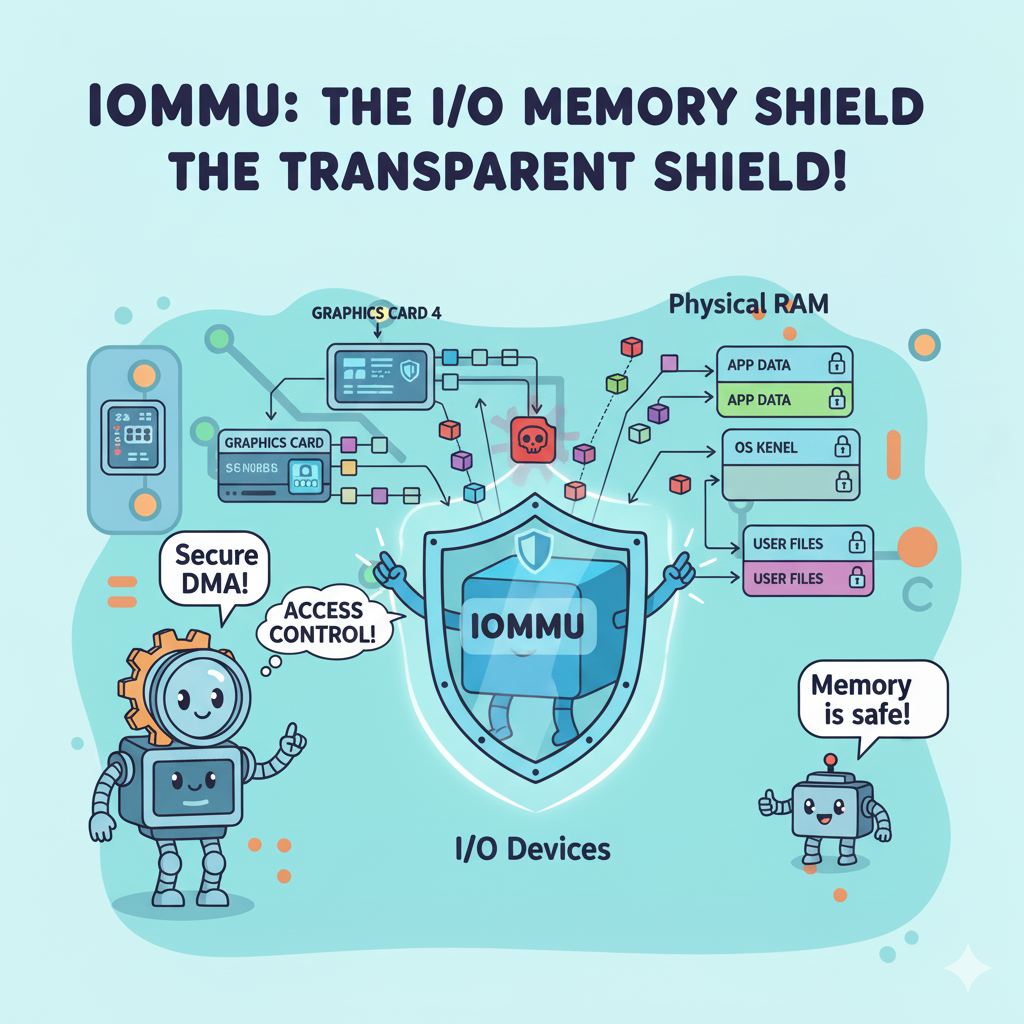 IOMMU: THE I/O MEMORY SHIELD
THE TRANSPARENT SHIELD!
GRAPHICS CARD 4
Physical RAM
APP DATA
APP DATA
GRAPHICS CARD
OS KENEL
USER FILES
USER FILES
Secure
DMA!
ACCESS
CONTROL!
IOMMU
Memory
is safe!
I/O Devices